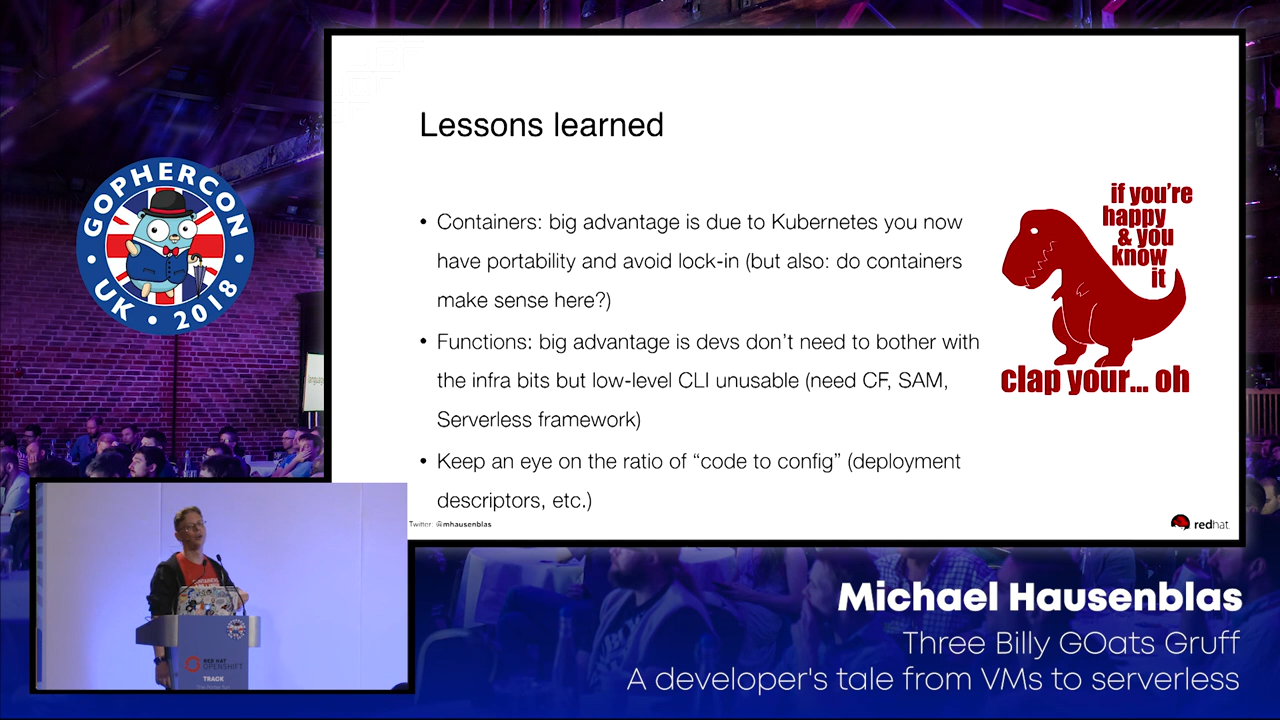 GOPHERCON
UK • 2018
Lessons learned
• Containers: big advantage is due to Kubernetes you now
have portability and avoid lock-in (but also: do containers
make sense here?)
• Functions: big advantage is devs don’t need to bother with
the infra bits but low-level CLI unusable (need CF, SAM,
Serverless framework)
• Keep an eye on the ratio of “code to config” (deployment
descriptors, etc.)
if you're
happy
& you
know
it
clap your... oh
Twitter: @mhausenblas
redhat
RED HAT
OPENSHIFT
TRACK
Michael Hausenblas
Three Billy GOats Gruff
A developer's tale from VMs to serverless